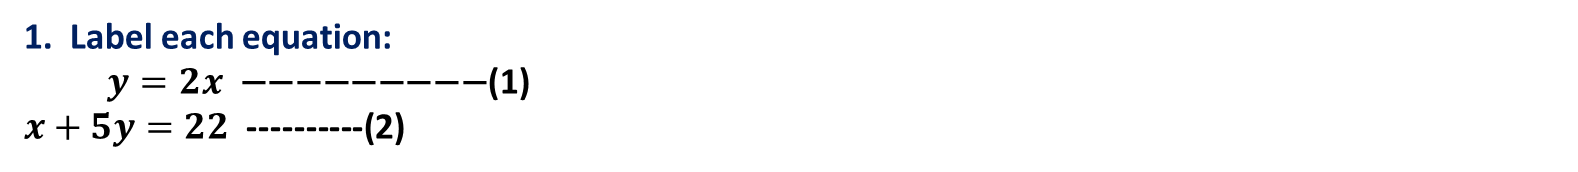 1. Label each equation:
y = 2x −−−−−−−−−(1)
x + 5y = 22 ----------(2)